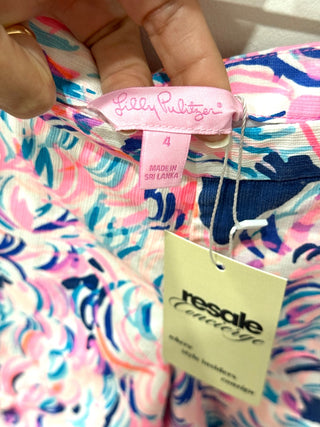 Lilly Pulitzer
4
MADE IN
SRI LANKA
resale
Concierge
where
style insiders
consign